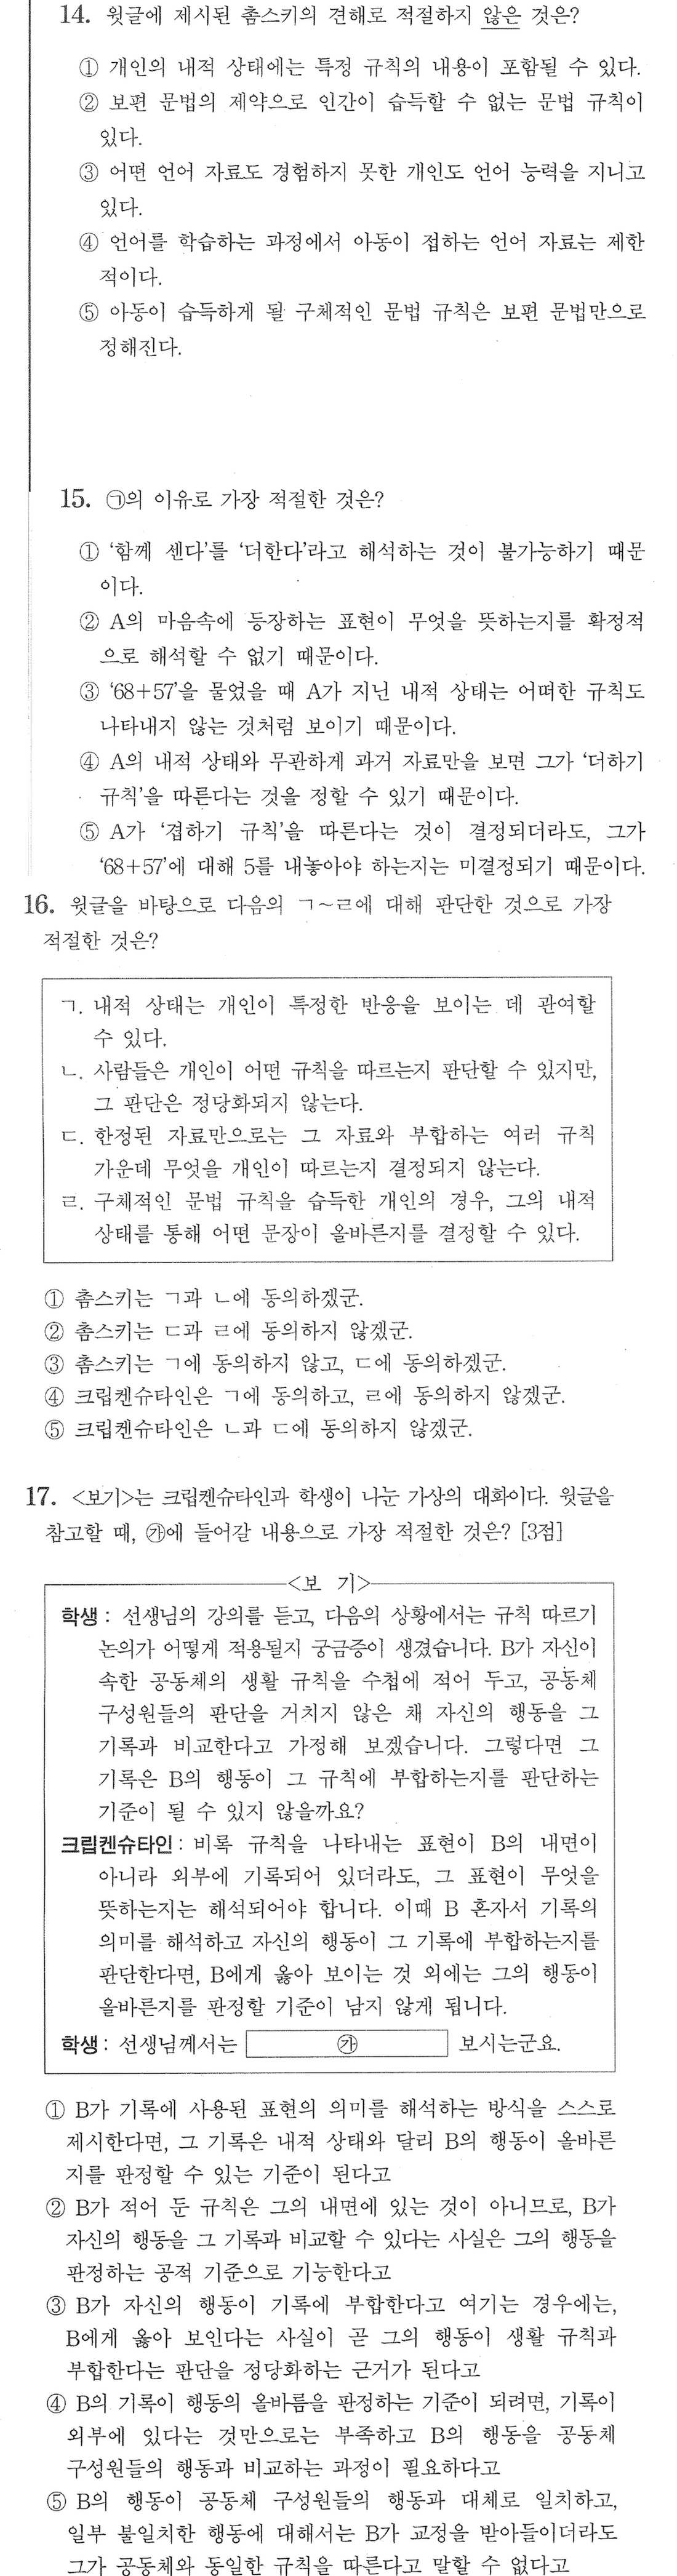 14. 윗글에 제시된 촘스키의 견해로 적절하지 않은 것은?
① 개인의 내적 상태에는 특정 규칙의 내용이 포함될 수 있다.
② 보편 문법의 제약으로 인간이 습득할 수 없는 문법 규칙이
있다.
③ 어떤 언어 자료도 경험하지 못한 개인도 언어 능력을 지니고
있다.
④ 언어를 학습하는 과정에서 아동이 접하는 언어 자료는 제한
적이다.
⑤ 아동이 습득하게 될 구체적인 문법 규칙은 보편 문법만으로
정해진다.
15. ㉠의 이유로 가장 적절한 것은?
① ‘함께 센다’를 ‘더한다’라고 해석하는 것이 불가능하기 때문
이다.
② A의 마음속에 등장하는 표현이 무엇을 뜻하는지를 확정적
으로 해석할 수 없기 때문이다.
③ ‘68+57’을 물었을 때 A가 지닌 내적 상태는 어떠한 규칙도
나타내지 않는 것처럼 보이기 때문이다.
④ A의 내적 상태와 무관하게 과거 자료만을 보면 그가 ‘더하기
규칙’을 따른다는 것을 정할 수 있기 때문이다.
⑤ A가 ‘겹하기 규칙’을 따른다는 것이 결정되더라도, 그가
‘68+57’에 대해 5를 내놓아야 하는지는 미결정되기 때문이다.
16. 윗글을 바탕으로 다음의 ㄱ~ㄹ에 대해 판단한 것으로 가장
적절한 것은?
ㄱ. 내적 상태는 개인이 특정한 반응을 보이는 데 관여할
수 있다.
ㄴ. 사람들은 개인이 어떤 규칙을 따르는지 판단할 수 있지만,
그 판단은 정당화되지 않는다.
ㄷ. 한정된 자료만으로는 그 자료와 부합하는 여러 규칙
가운데 무엇을 개인이 따르는지 결정되지 않는다.
ㄹ. 구체적인 문법 규칙을 습득한 개인의 경우, 그의 내적
상태를 통해 어떤 문장이 올바른지를 결정할 수 있다.
① 촘스키는 ㄱ과 ㄴ에 동의하겠군.
② 촘스키는 ㄷ과 ㄹ에 동의하지 않겠군.
③ 촘스키는 ㄱ에 동의하지 않고, ㄷ에 동의하겠군.
④ 크립켄슈타인은 ㄱ에 동의하고, ㄹ에 동의하지 않겠군.
⑤ 크립켄슈타인은 ㄴ과 ㄷ에 동의하지 않겠군.
17. <보기>는 크립켄슈타인과 학생이 나눈 가상의 대화이다. 윗글을
참고할 때, ㉮에 들어갈 내용으로 가장 적절한 것은? [3점]
<보 기>
학생 : 선생님의 강의를 듣고, 다음의 상황에서는 규칙 따르기
논의가 어떻게 적용될지 궁금증이 생겼습니다. B가 자신이
속한 공동체의 생활 규칙을 수첩에 적어 두고, 공동체
구성원들의 판단을 거치지 않은 채 자신의 행동을 그
기록과 비교한다고 가정해 보겠습니다. 그렇다면 그
기록은 B의 행동이 그 규칙에 부합하는지를 판단하는
기준이 될 수 있지 않을까요?
크립켄슈타인 : 비록 규칙을 나타내는 표현이 B의 내면이
아니라 외부에 기록되어 있더라도, 그 표현이 무엇을
뜻하는지는 해석되어야 합니다. 이때 B 혼자서 기록의
의미를 해석하고 자신의 행동이 그 기록에 부합하는지를
판단한다면, B에게 옳아 보이는 것 외에는 그의 행동이
올바른지를 판정할 기준이 남지 않게 됩니다.
학생 : 선생님께서는 ㉮ 보시는군요.
① B가 기록에 사용된 표현의 의미를 해석하는 방식을 스스로
제시한다면, 그 기록은 내적 상태와 달리 B의 행동이 올바른
지를 판정할 수 있는 기준이 된다고
② B가 적어 둔 규칙은 그의 내면에 있는 것이 아니므로, B가
자신의 행동을 그 기록과 비교할 수 있다는 사실은 그의 행동을
판정하는 공적 기준으로 기능한다고
③ B가 자신의 행동이 기록에 부합한다고 여기는 경우에는,
B에게 옳아 보인다는 사실이 곧 그의 행동이 생활 규칙과
부합한다는 판단을 정당화하는 근거가 된다고
④ B의 기록이 행동의 올바름을 판정하는 기준이 되려면, 기록이
외부에 있다는 것만으로는 부족하고 B의 행동을 공동체
구성원들의 행동과 비교하는 과정이 필요하다고
⑤ B의 행동이 공동체 구성원들의 행동과 대체로 일치하고,
일부 불일치한 행동에 대해서는 B가 교정을 받아들이더라도
그가 공동체와 동일한 규칙을 따른다고 말할 수 없다고